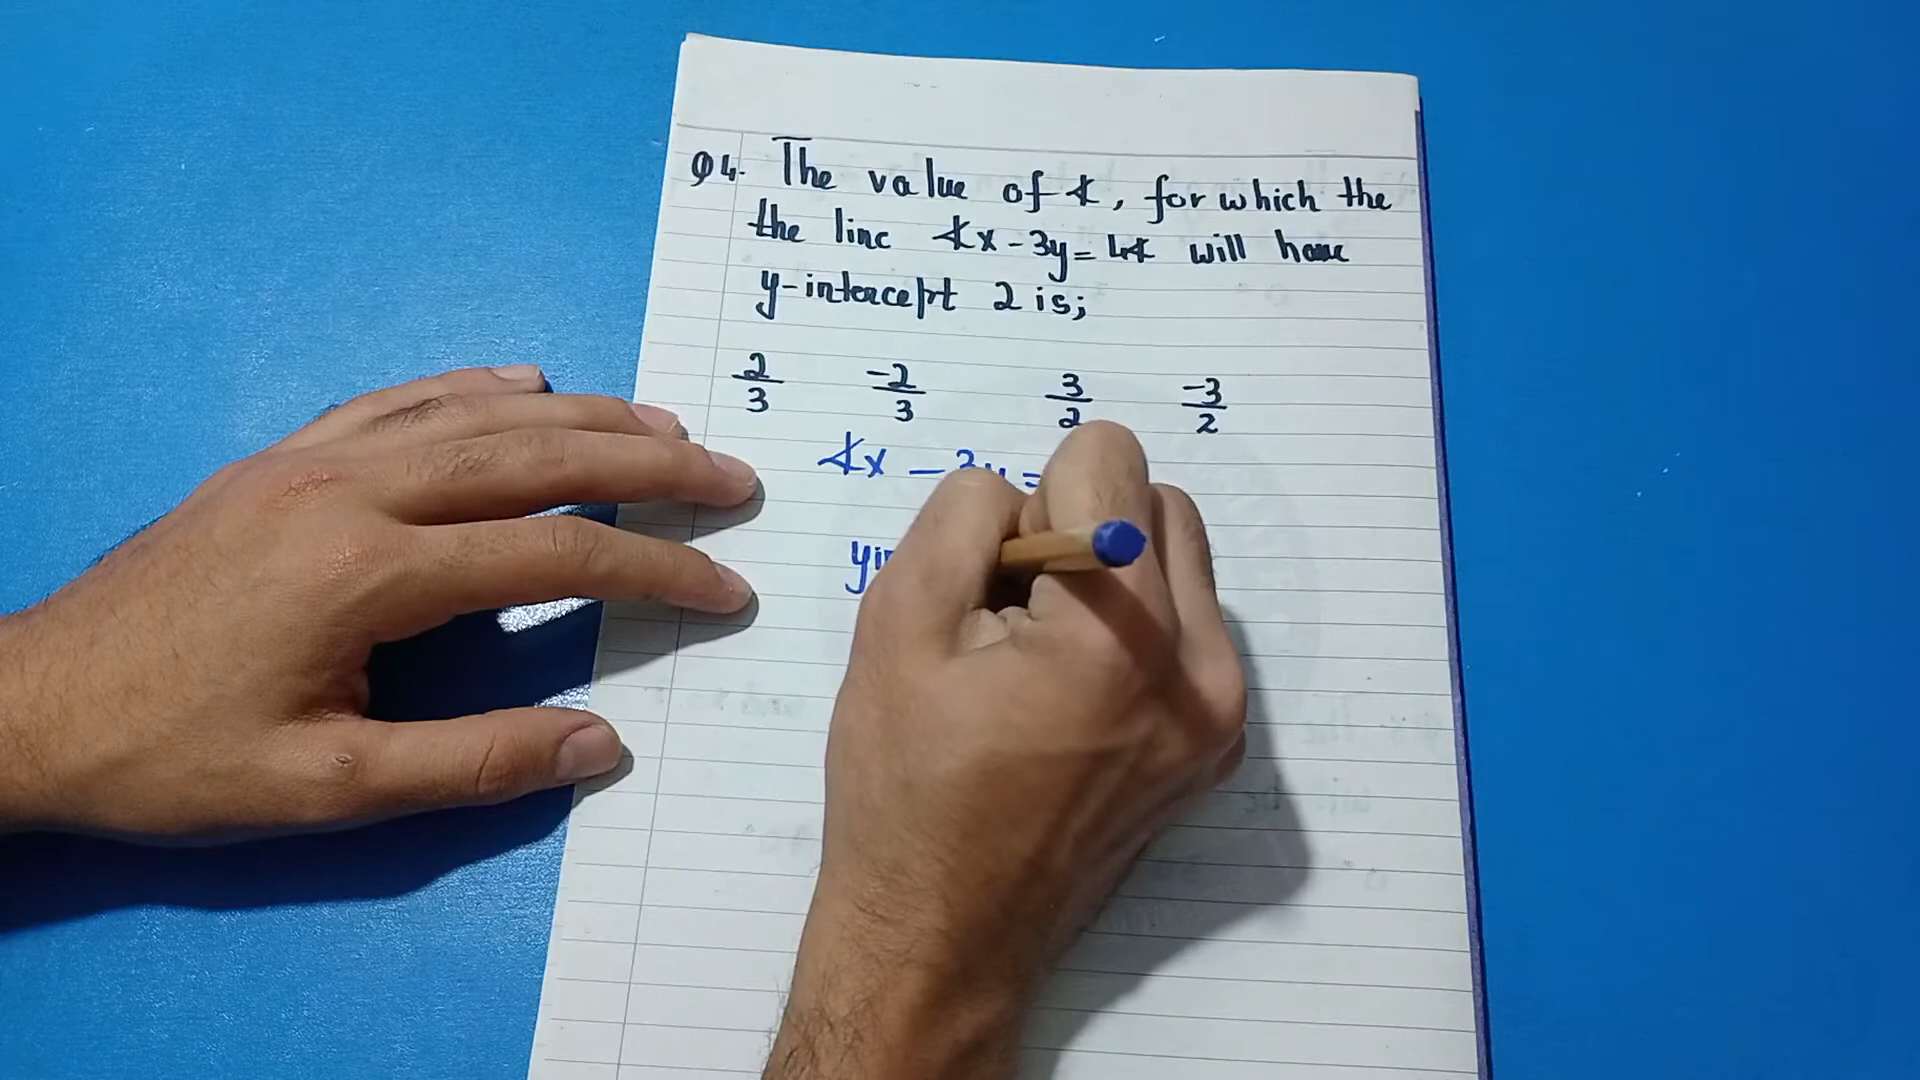 Q4. The value of k, for which the
the line kx-3y=4k will have
y-intercept 2 is;
2/3 -2/3 3/2 -3/2
kx - 3y =